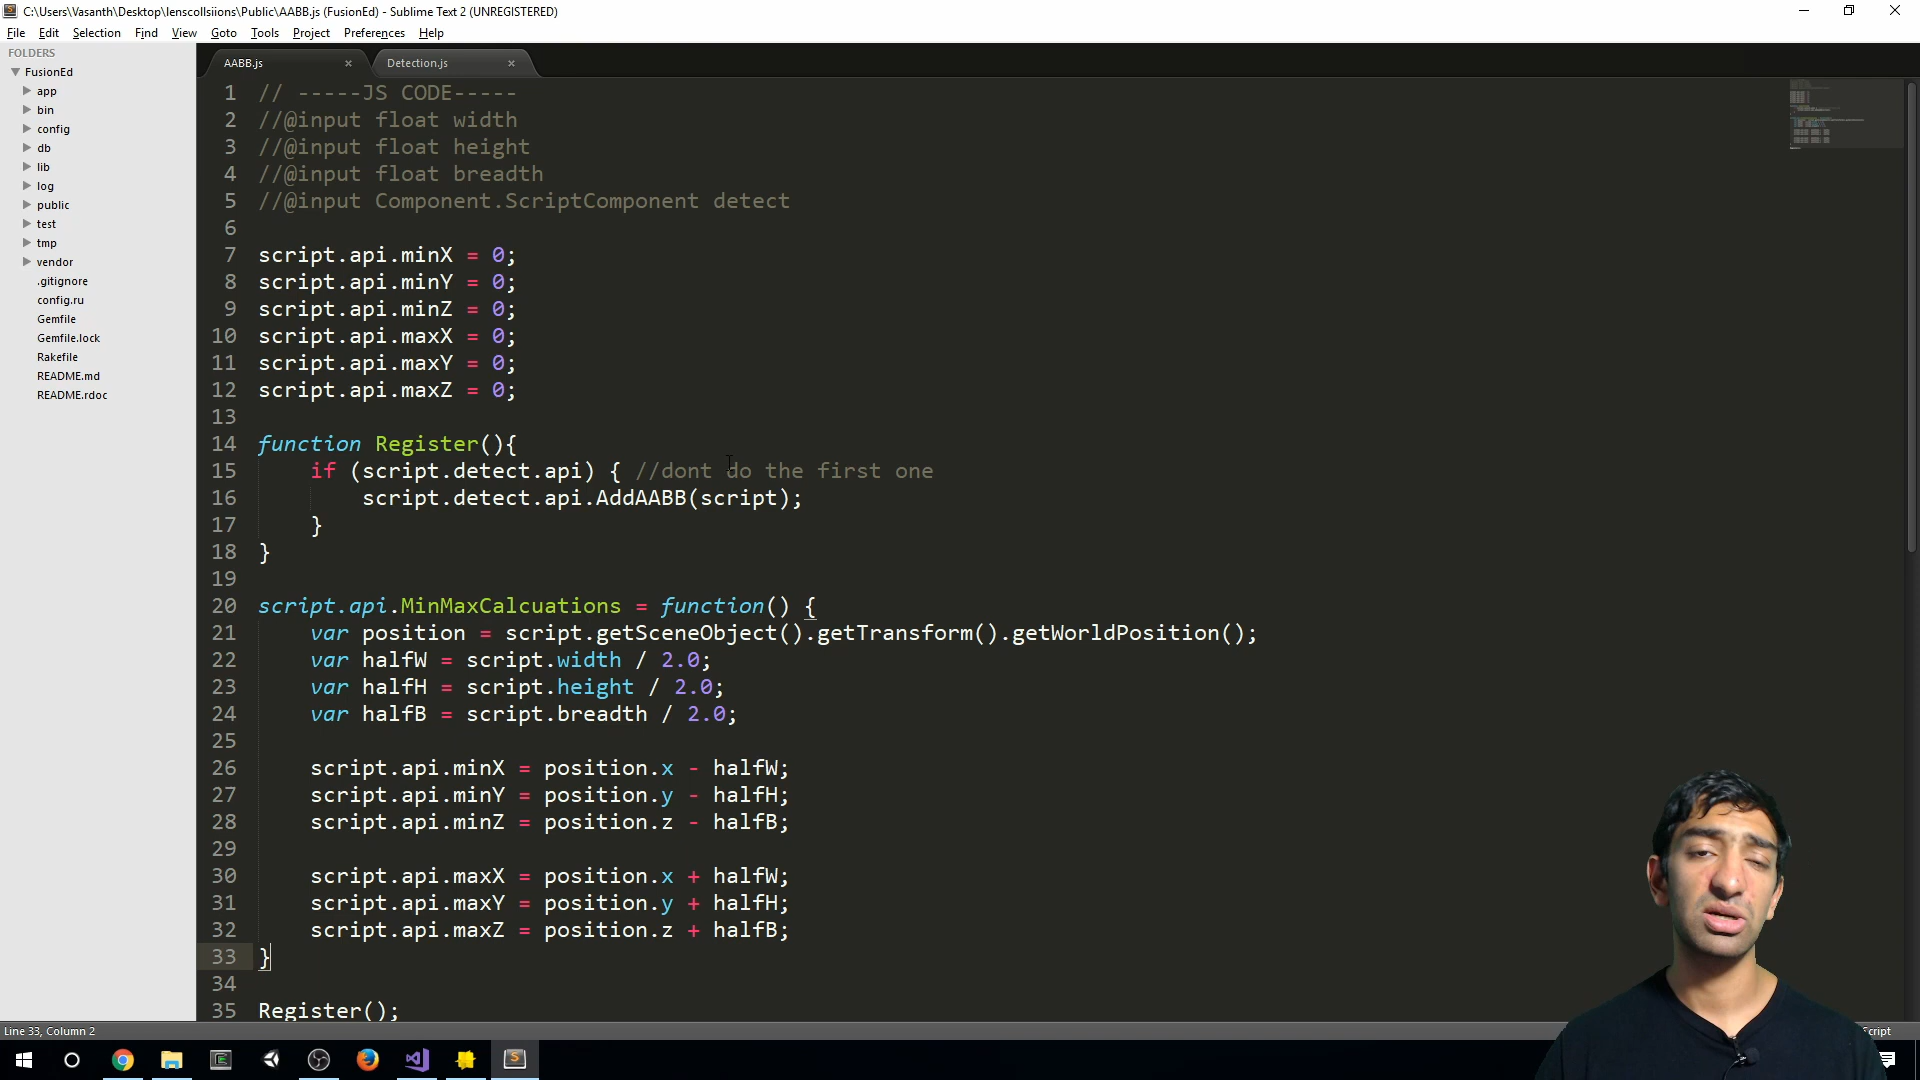 C:\Users\Vasanth\Desktop\lenscollsiions\Public\AABB.js (FusionEd) - Sublime Text 2 (UNREGISTERED)
File Edit Selection Find View Goto Tools Project Preferences Help
FOLDERS
FusionEd
app
bin
config
db
lib
log
public
test
tmp
vendor
.gitignore
config.ru
Gemfile
Gemfile.lock
Rakefile
README.md
README.rdoc
AABB.js × Detection.js ×
1 // -----JS CODE-----
2 //@input float width
3 //@input float height
4 //@input float breadth
5 //@input Component.ScriptComponent detect
6
7 script.api.minX = 0;
8 script.api.minY = 0;
9 script.api.minZ = 0;
10 script.api.maxX = 0;
11 script.api.maxY = 0;
12 script.api.maxZ = 0;
13
14 function Register(){
15 if (script.detect.api) { //dont do the first one
16 script.detect.api.AddAABB(script);
17 }
18 }
19
20 script.api.MinMaxCalcuations = function() {
21 var position = script.getSceneObject().getTransform().getWorldPosition();
22 var halfW = script.width / 2.0;
23 var halfH = script.height / 2.0;
24 var halfB = script.breadth / 2.0;
25
26 script.api.minX = position.x - halfW;
27 script.api.minY = position.y - halfH;
28 script.api.minZ = position.z - halfB;
29
30 script.api.maxX = position.x + halfW;
31 script.api.maxY = position.y + halfH;
32 script.api.maxZ = position.z + halfB;
33 }
34
35 Register();
Line 33, Column 2